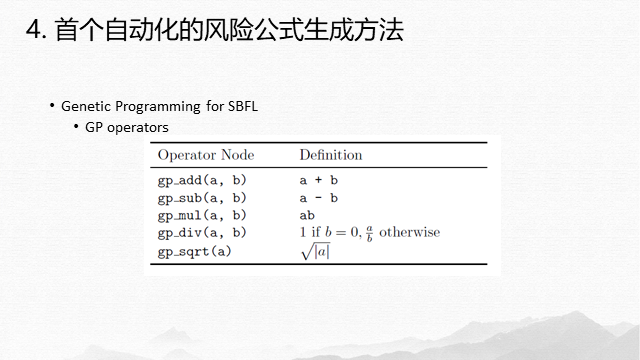 4. 首个自动化的风险公式生成方法
• Genetic Programming for SBFL
• GP operators
Operator Node Definition
gp_add(a, b) a + b
gp_sub(a, b) a - b
gp_mul(a, b) ab
gp_div(a, b) 1 if b = 0, a/b otherwise
gp_sqrt(a) √|a|